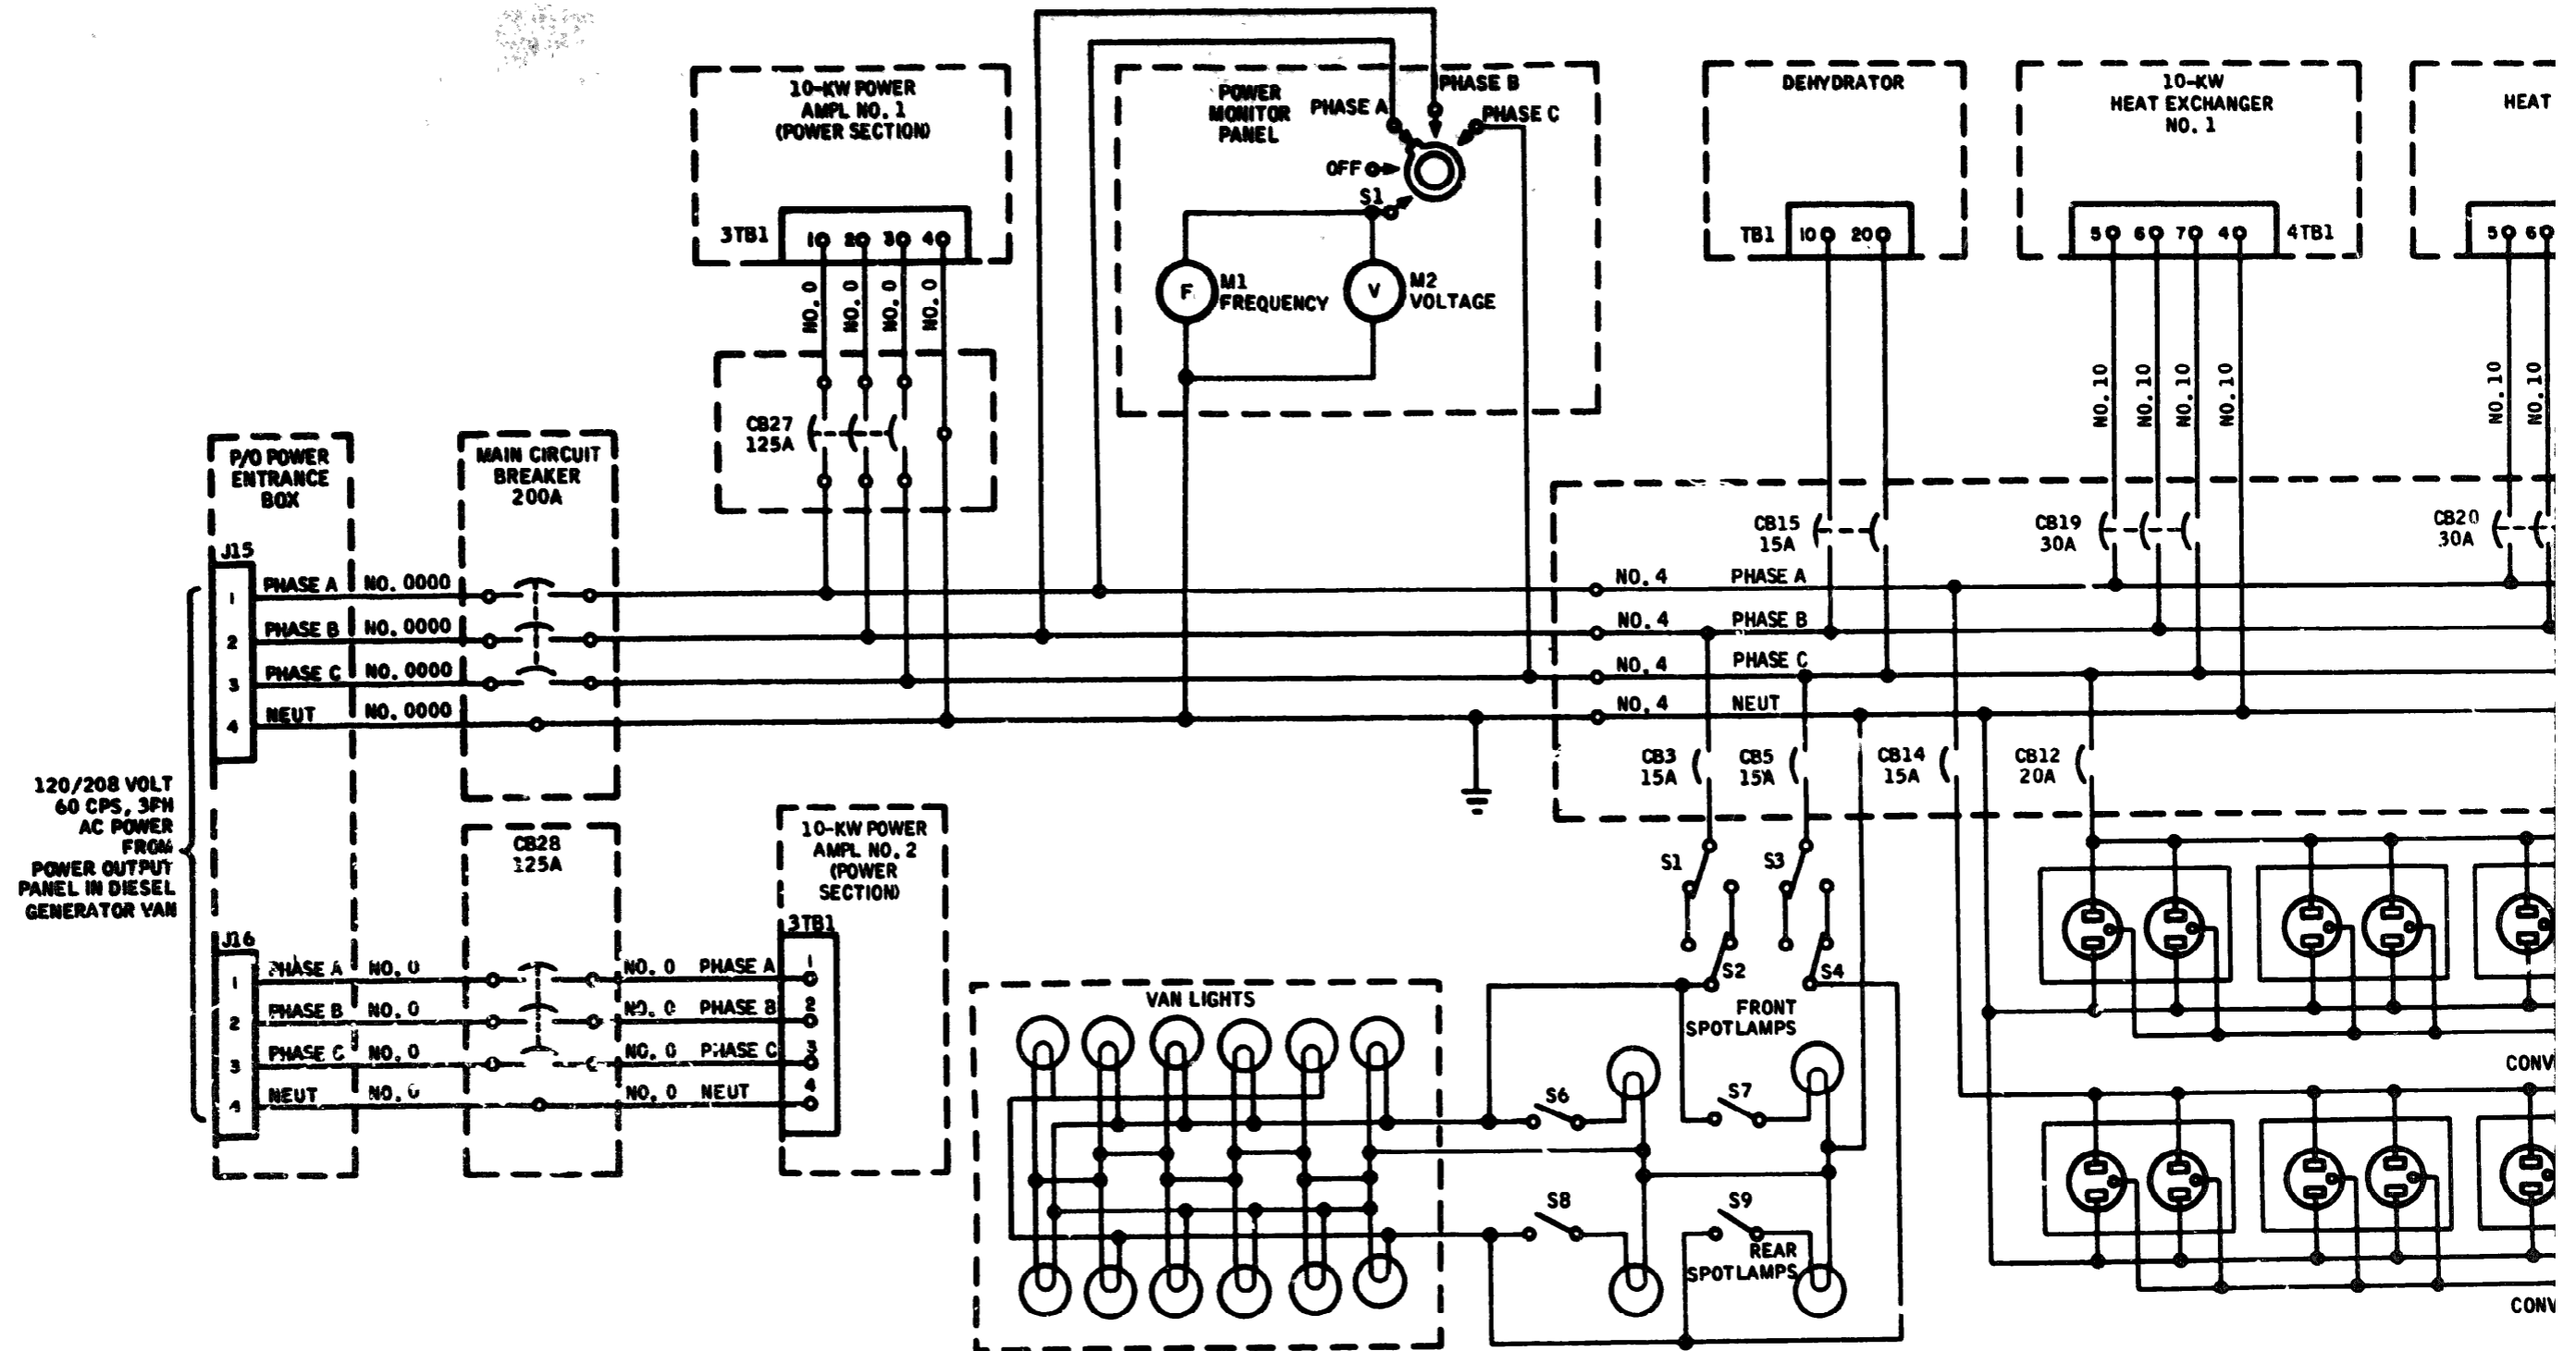 10-KW POWER
AMPL NO. 1
(POWER SECTION)
3TB1
1 2 3 4
NO. 0
NO. 0
NO. 0
NO. 0
CB27
125A
POWER
MONITOR
PANEL
PHASE A
PHASE B
PHASE C
OFF
S1
F
M1
FREQUENCY
V
M2
VOLTAGE
DEHYDRATOR
TB1
10 20
10-KW
HEAT EXCHANGER
NO. 1
5 6 7 4
4TB1
NO. 10
NO. 10
NO. 10
NO. 10
HEAT
5 6
NO. 10
NO. 10
P/O POWER
ENTRANCE
BOX
MAIN CIRCUIT
BREAKER
200A
J15
1 PHASE A NO. 0000
2 PHASE B NO. 0000
3 PHASE C NO. 0000
4 NEUT NO. 0000
CB15
15A
CB19
30A
CB20
30A
NO. 4 PHASE A
NO. 4 PHASE B
NO. 4 PHASE C
NO. 4 NEUT
CB3
15A
CB5
15A
CB14
15A
CB12
20A
120/208 VOLT
60 CPS, 3PH
AC POWER
FROM
POWER OUTPUT
PANEL IN DIESEL
GENERATOR VAN
CB28
125A
10-KW POWER
AMPL NO. 2
(POWER
SECTION)
3TB1
J16
1 PHASE A NO. 0 NO. 0 PHASE A 1
2 PHASE B NO. 0 NO. 0 PHASE B 2
3 PHASE C NO. 0 NO. 0 PHASE C 3
4 NEUT NO. 0 NO. 0 NEUT 4
S1
S3
S2
S4
VAN LIGHTS
FRONT
SPOTLAMPS
S6
S7
S8
S9
REAR
SPOTLAMPS
CONV
CONV